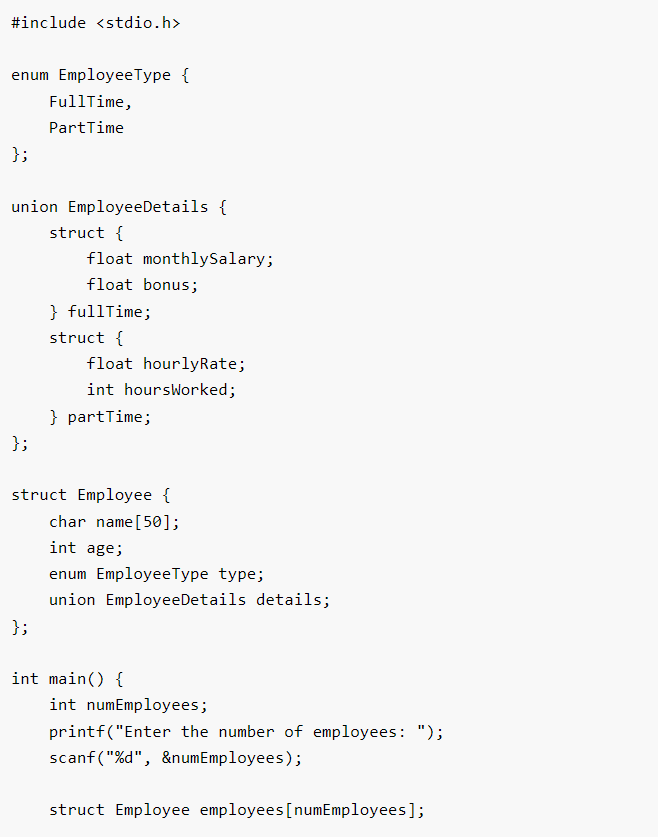 #include <stdio.h>

enum EmployeeType {
    FullTime,
    PartTime
};

union EmployeeDetails {
    struct {
        float monthlySalary;
        float bonus;
    } fullTime;
    struct {
        float hourlyRate;
        int hoursWorked;
    } partTime;
};

struct Employee {
    char name[50];
    int age;
    enum EmployeeType type;
    union EmployeeDetails details;
};

int main() {
    int numEmployees;
    printf("Enter the number of employees: ");
    scanf("%d", &numEmployees);

    struct Employee employees[numEmployees];